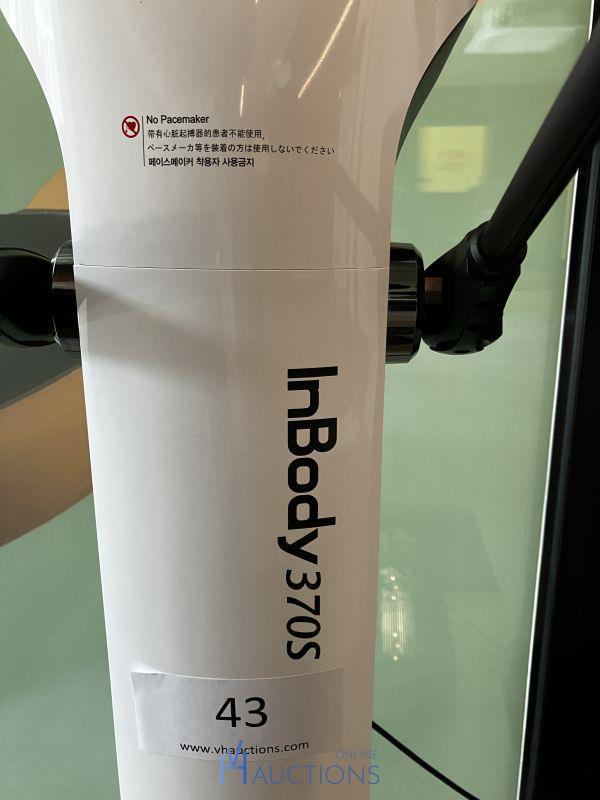 No Pacemaker
带有心脏起搏器的患者不能使用。
ペースメーカ等を装着の方は使用しないでください
페이스메이커 착용자 사용금지
InBody 370S
43
www.vhauctions.com
ONLINE
AUCTIONS